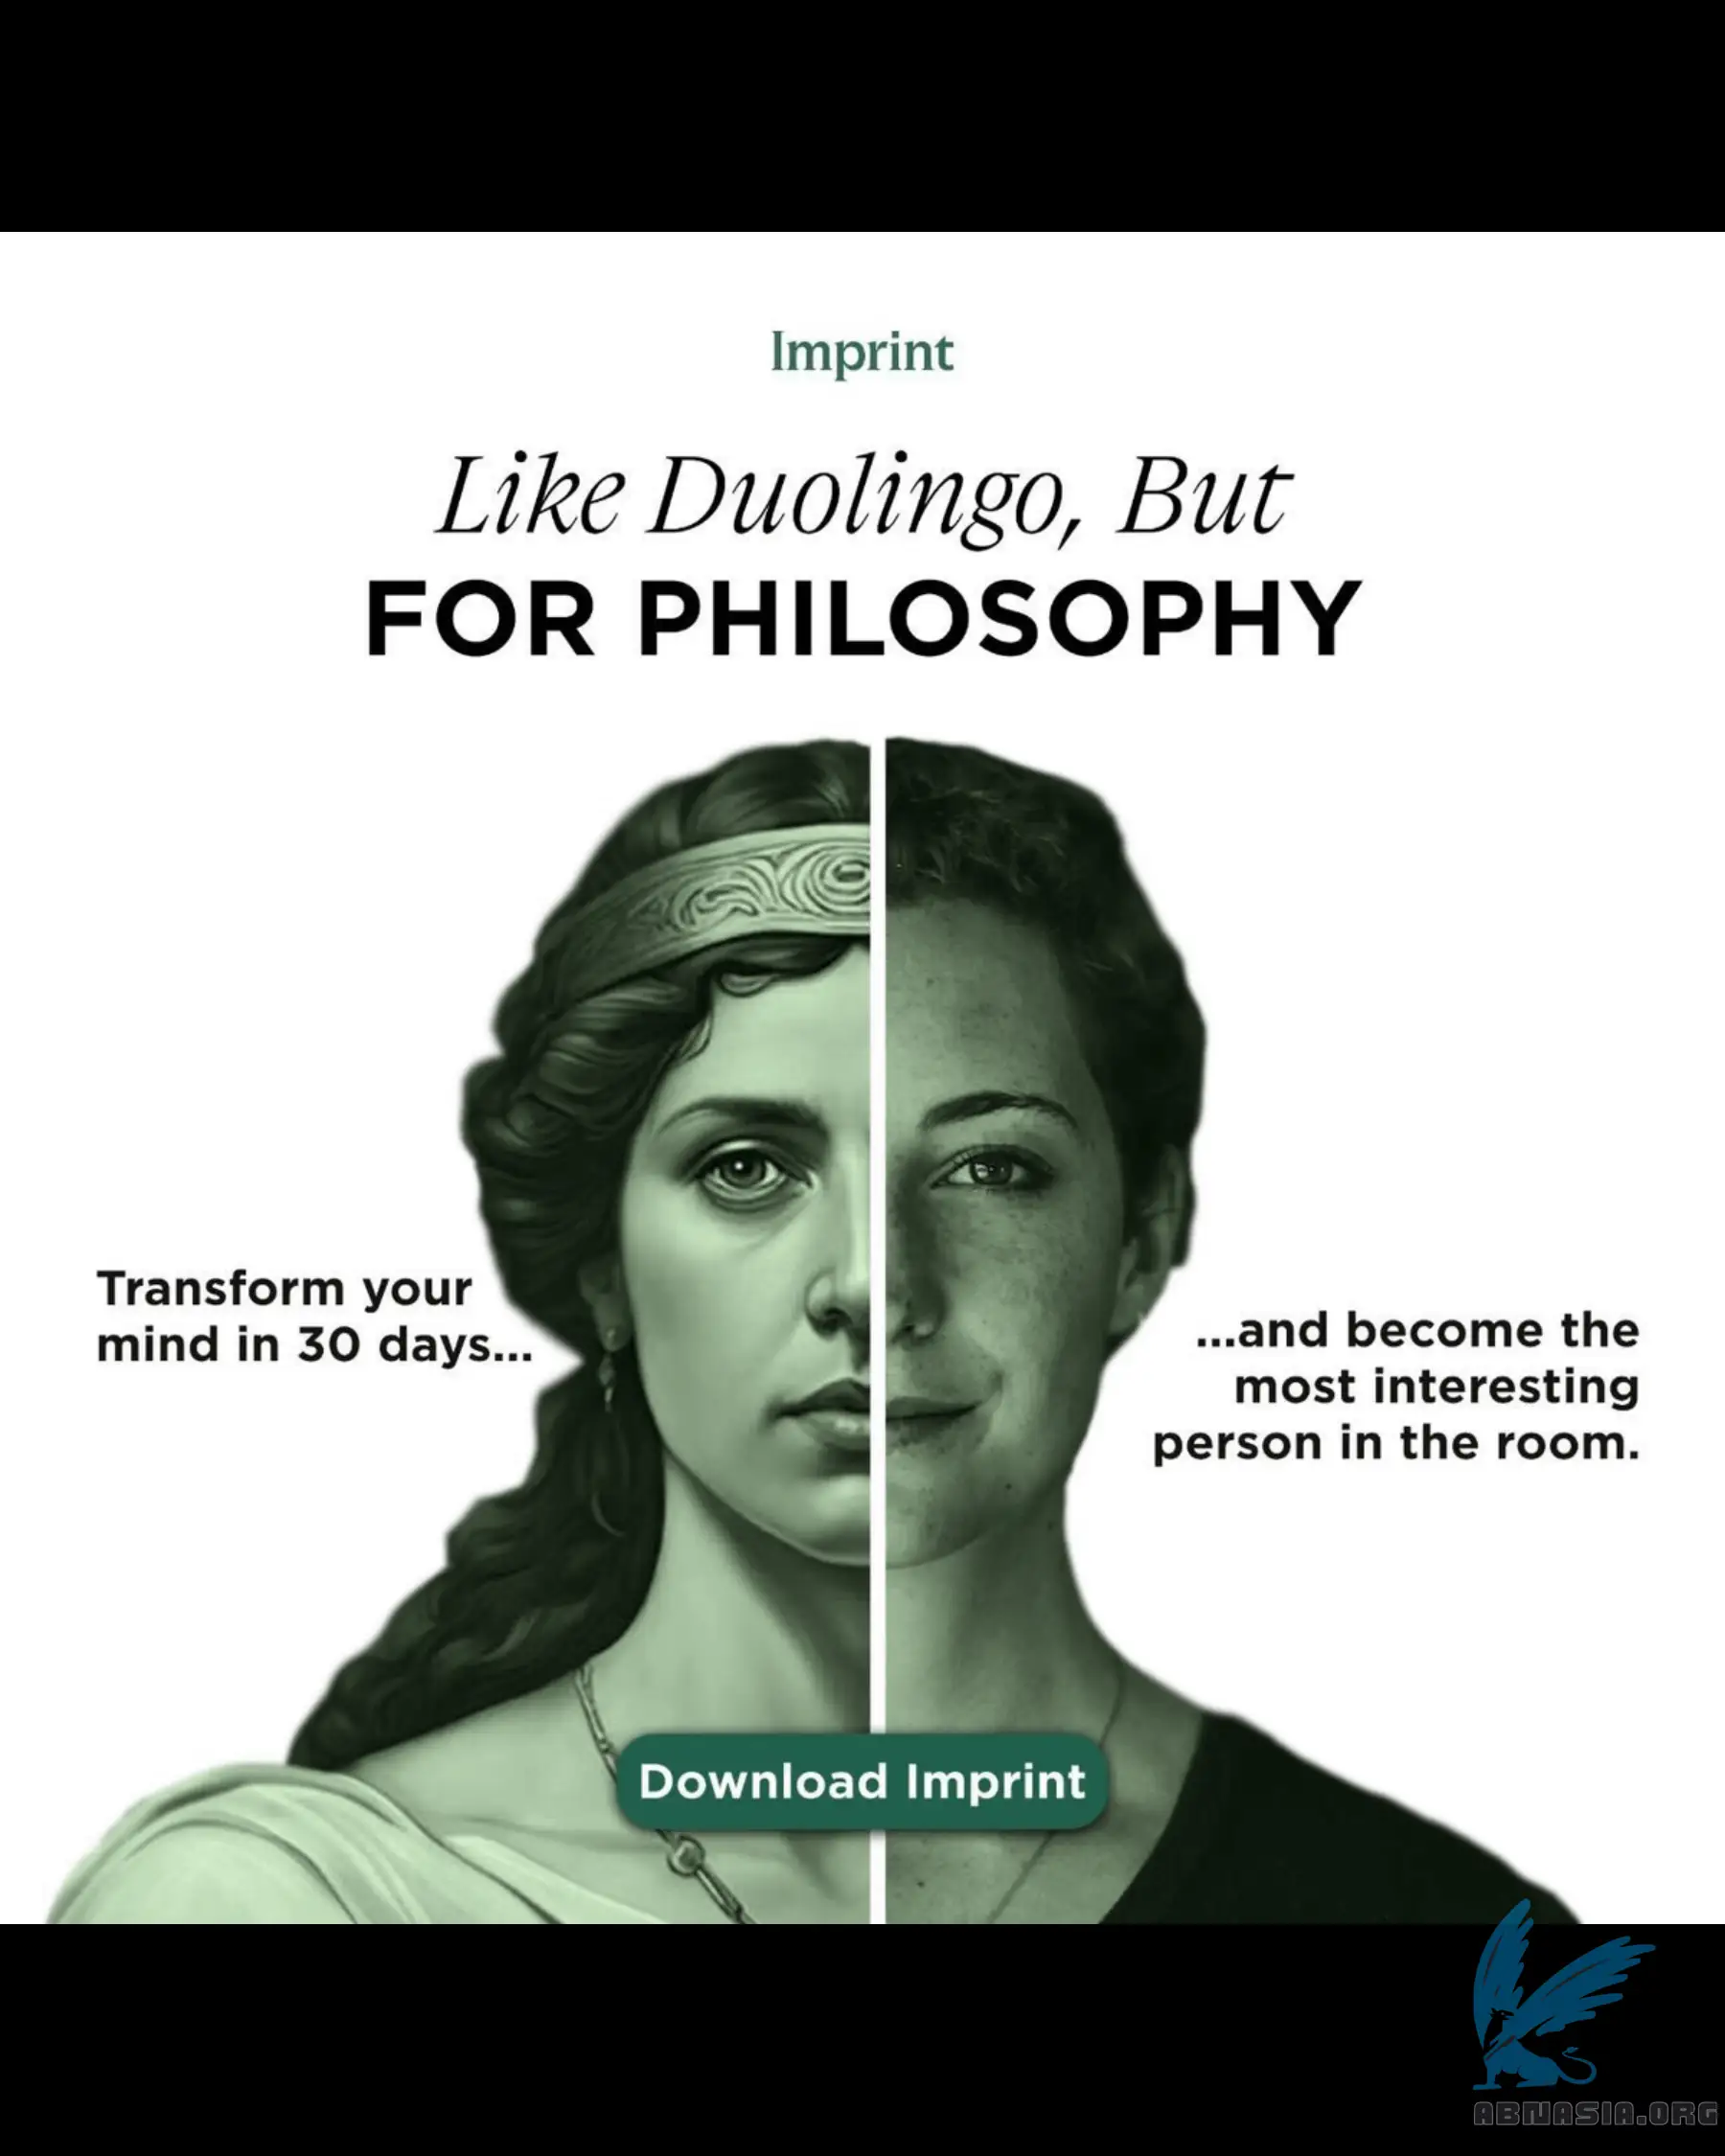 Imprint
Like Duolingo, But
FOR PHILOSOPHY
Transform your
mind in 30 days...
...and become the
most interesting
person in the room.
Download Imprint
ABNASIA.ORG